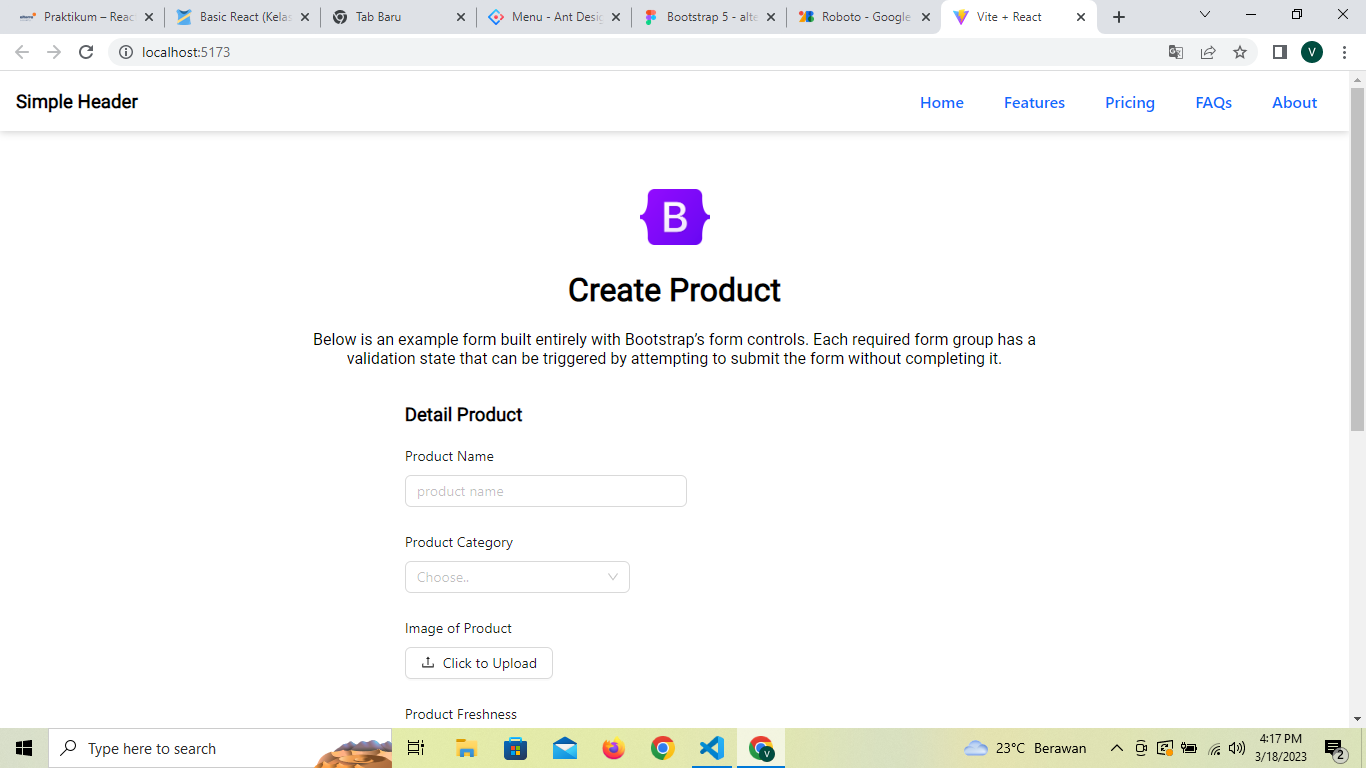 Praktikum – Reac
Basic React (Kelas
Tab Baru
Menu - Ant Desig
Bootstrap 5 - alte
Roboto - Google
Vite + React
localhost:5173
V
Simple Header
Home
Features
Pricing
FAQs
About
B
Create Product
Below is an example form built entirely with Bootstrap’s form controls. Each required form group has a
validation state that can be triggered by attempting to submit the form without completing it.
Detail Product
Product Name
product name
Product Category
Choose..
Image of Product
Click to Upload
Product Freshness
Type here to search
V
23°C Berawan
4:17 PM
3/18/2023
2